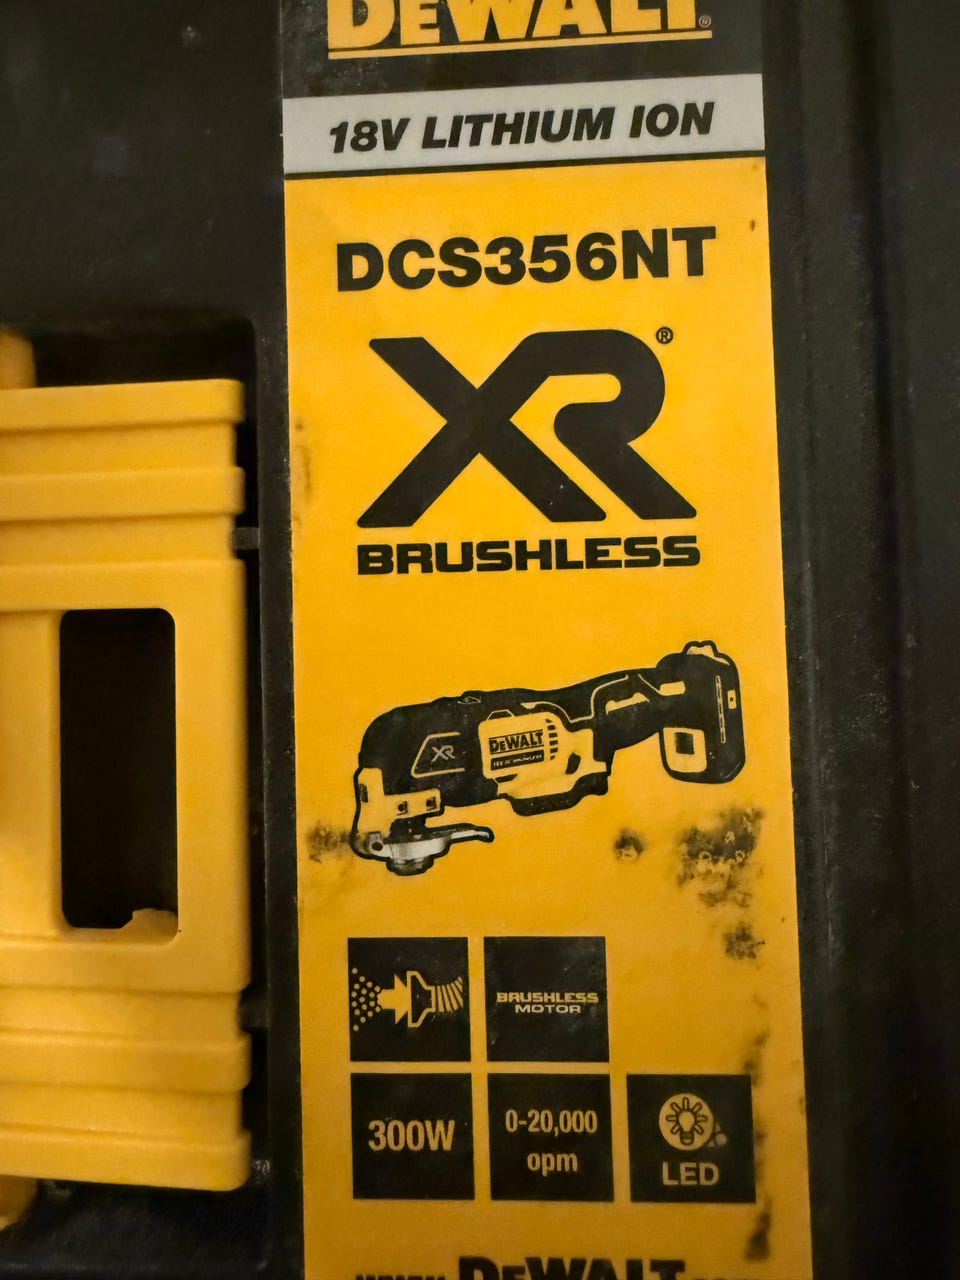 DeWALT®
18V LITHIUM ION
DCS356NT
XR®
BRUSHLESS
XR
DeWALT
BRUSHLESS
MOTOR
300W
0-20,000
opm
LED
DeWALT